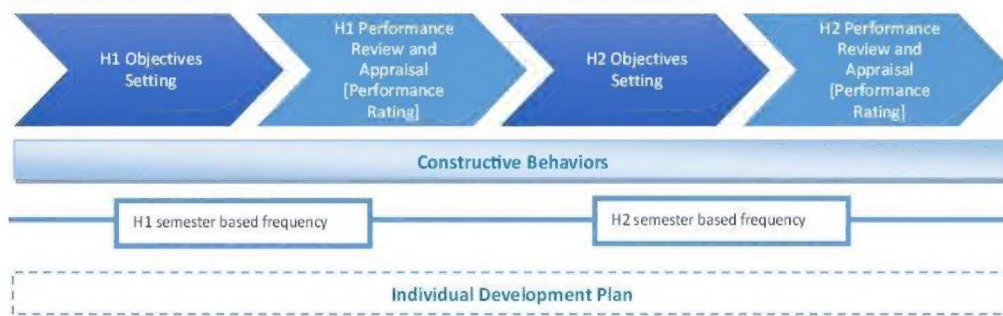 H1 Objectives
Setting
H1 Performance
Review and
Appraisal
[Performance
Rating]
H2 Objectives
Setting
H2 Performance
Review and
Appraisal
[Performance
Rating]
Constructive Behaviors
H1 semester based frequency
H2 semester based frequency
Individual Development Plan